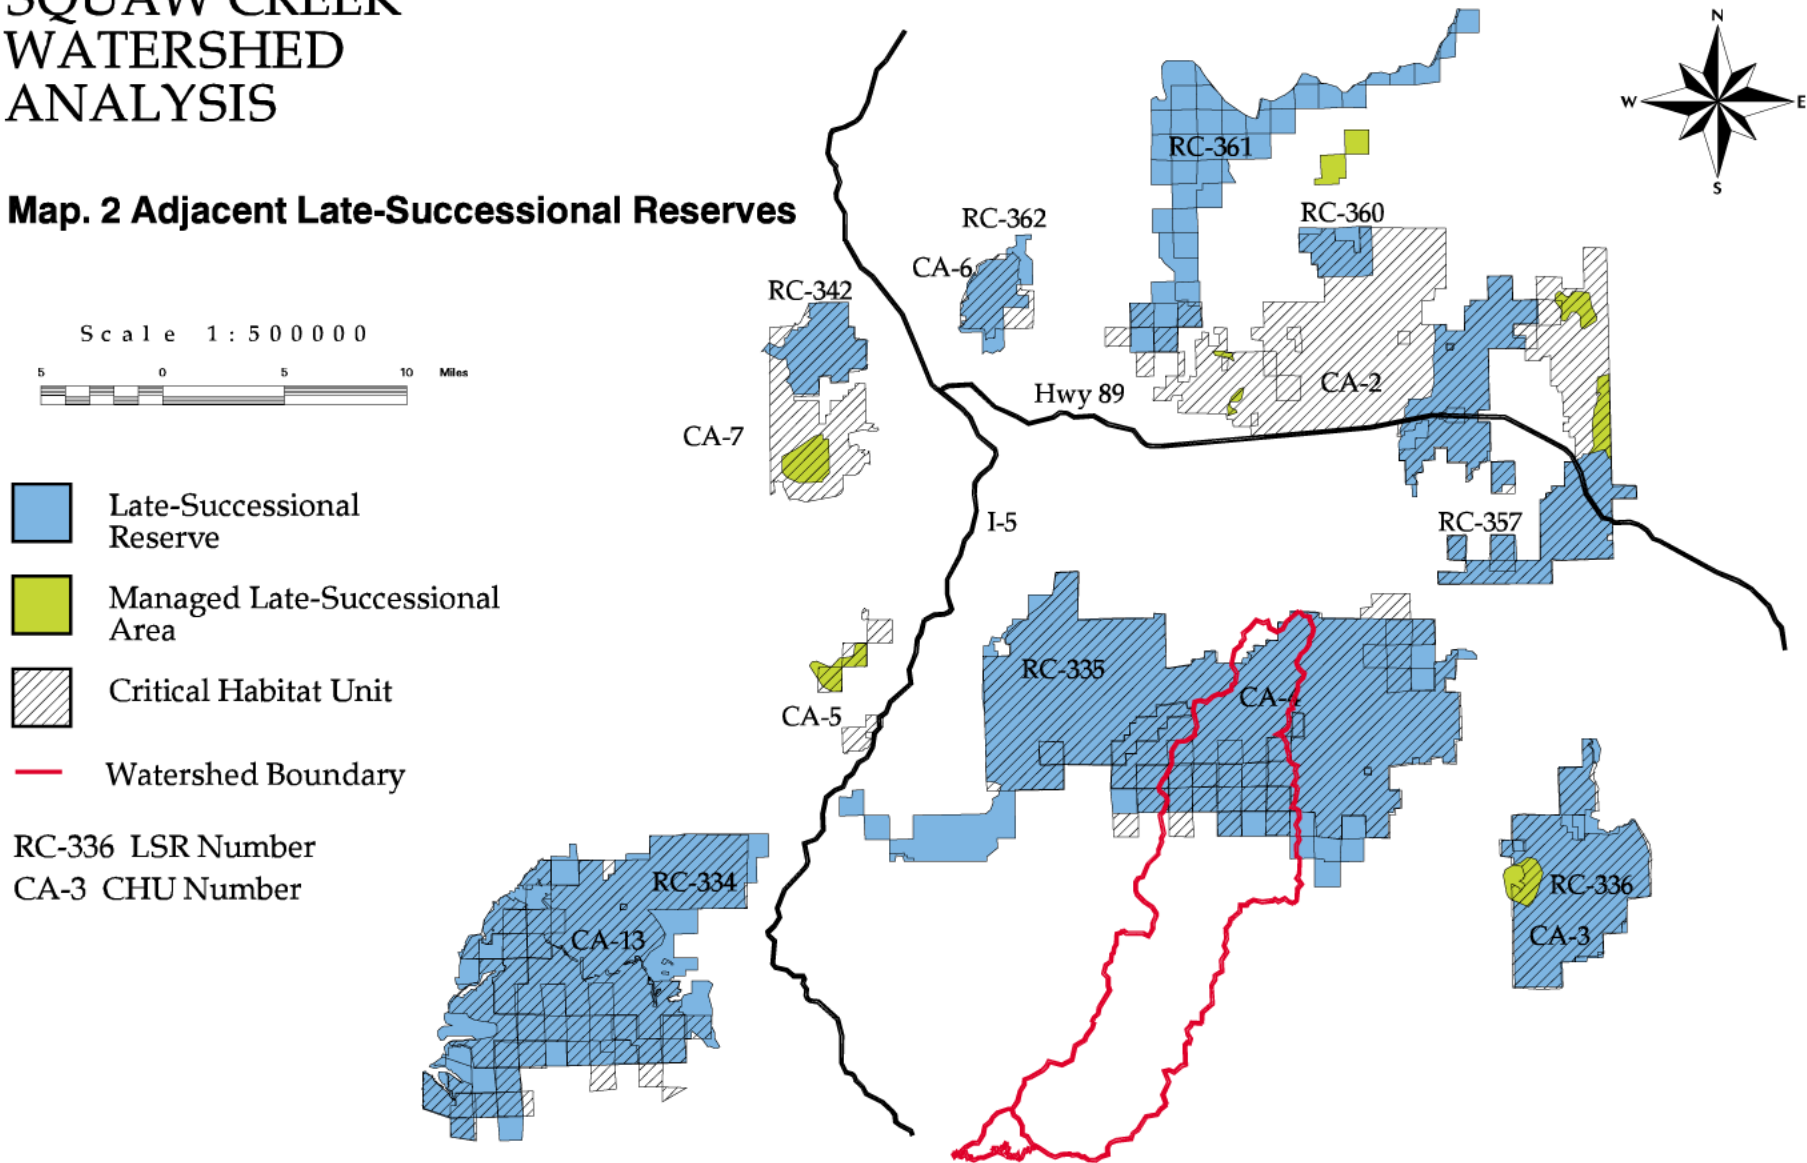 SQUAW CREEK
WATERSHED
ANALYSIS
Map. 2 Adjacent Late-Successional Reserves
Scale 1:500000
5 0 5 10 Miles
Late-Successional
Reserve
Managed Late-Successional
Area
Critical Habitat Unit
Watershed Boundary
RC-336 LSR Number
CA-3 CHU Number
N
W E
S
RC-361
RC-362
RC-360
CA-6
RC-342
CA-2
Hwy 89
CA-7
I-5
RC-357
RC-335
CA-4
CA-5
RC-334
RC-336
CA-13
CA-3